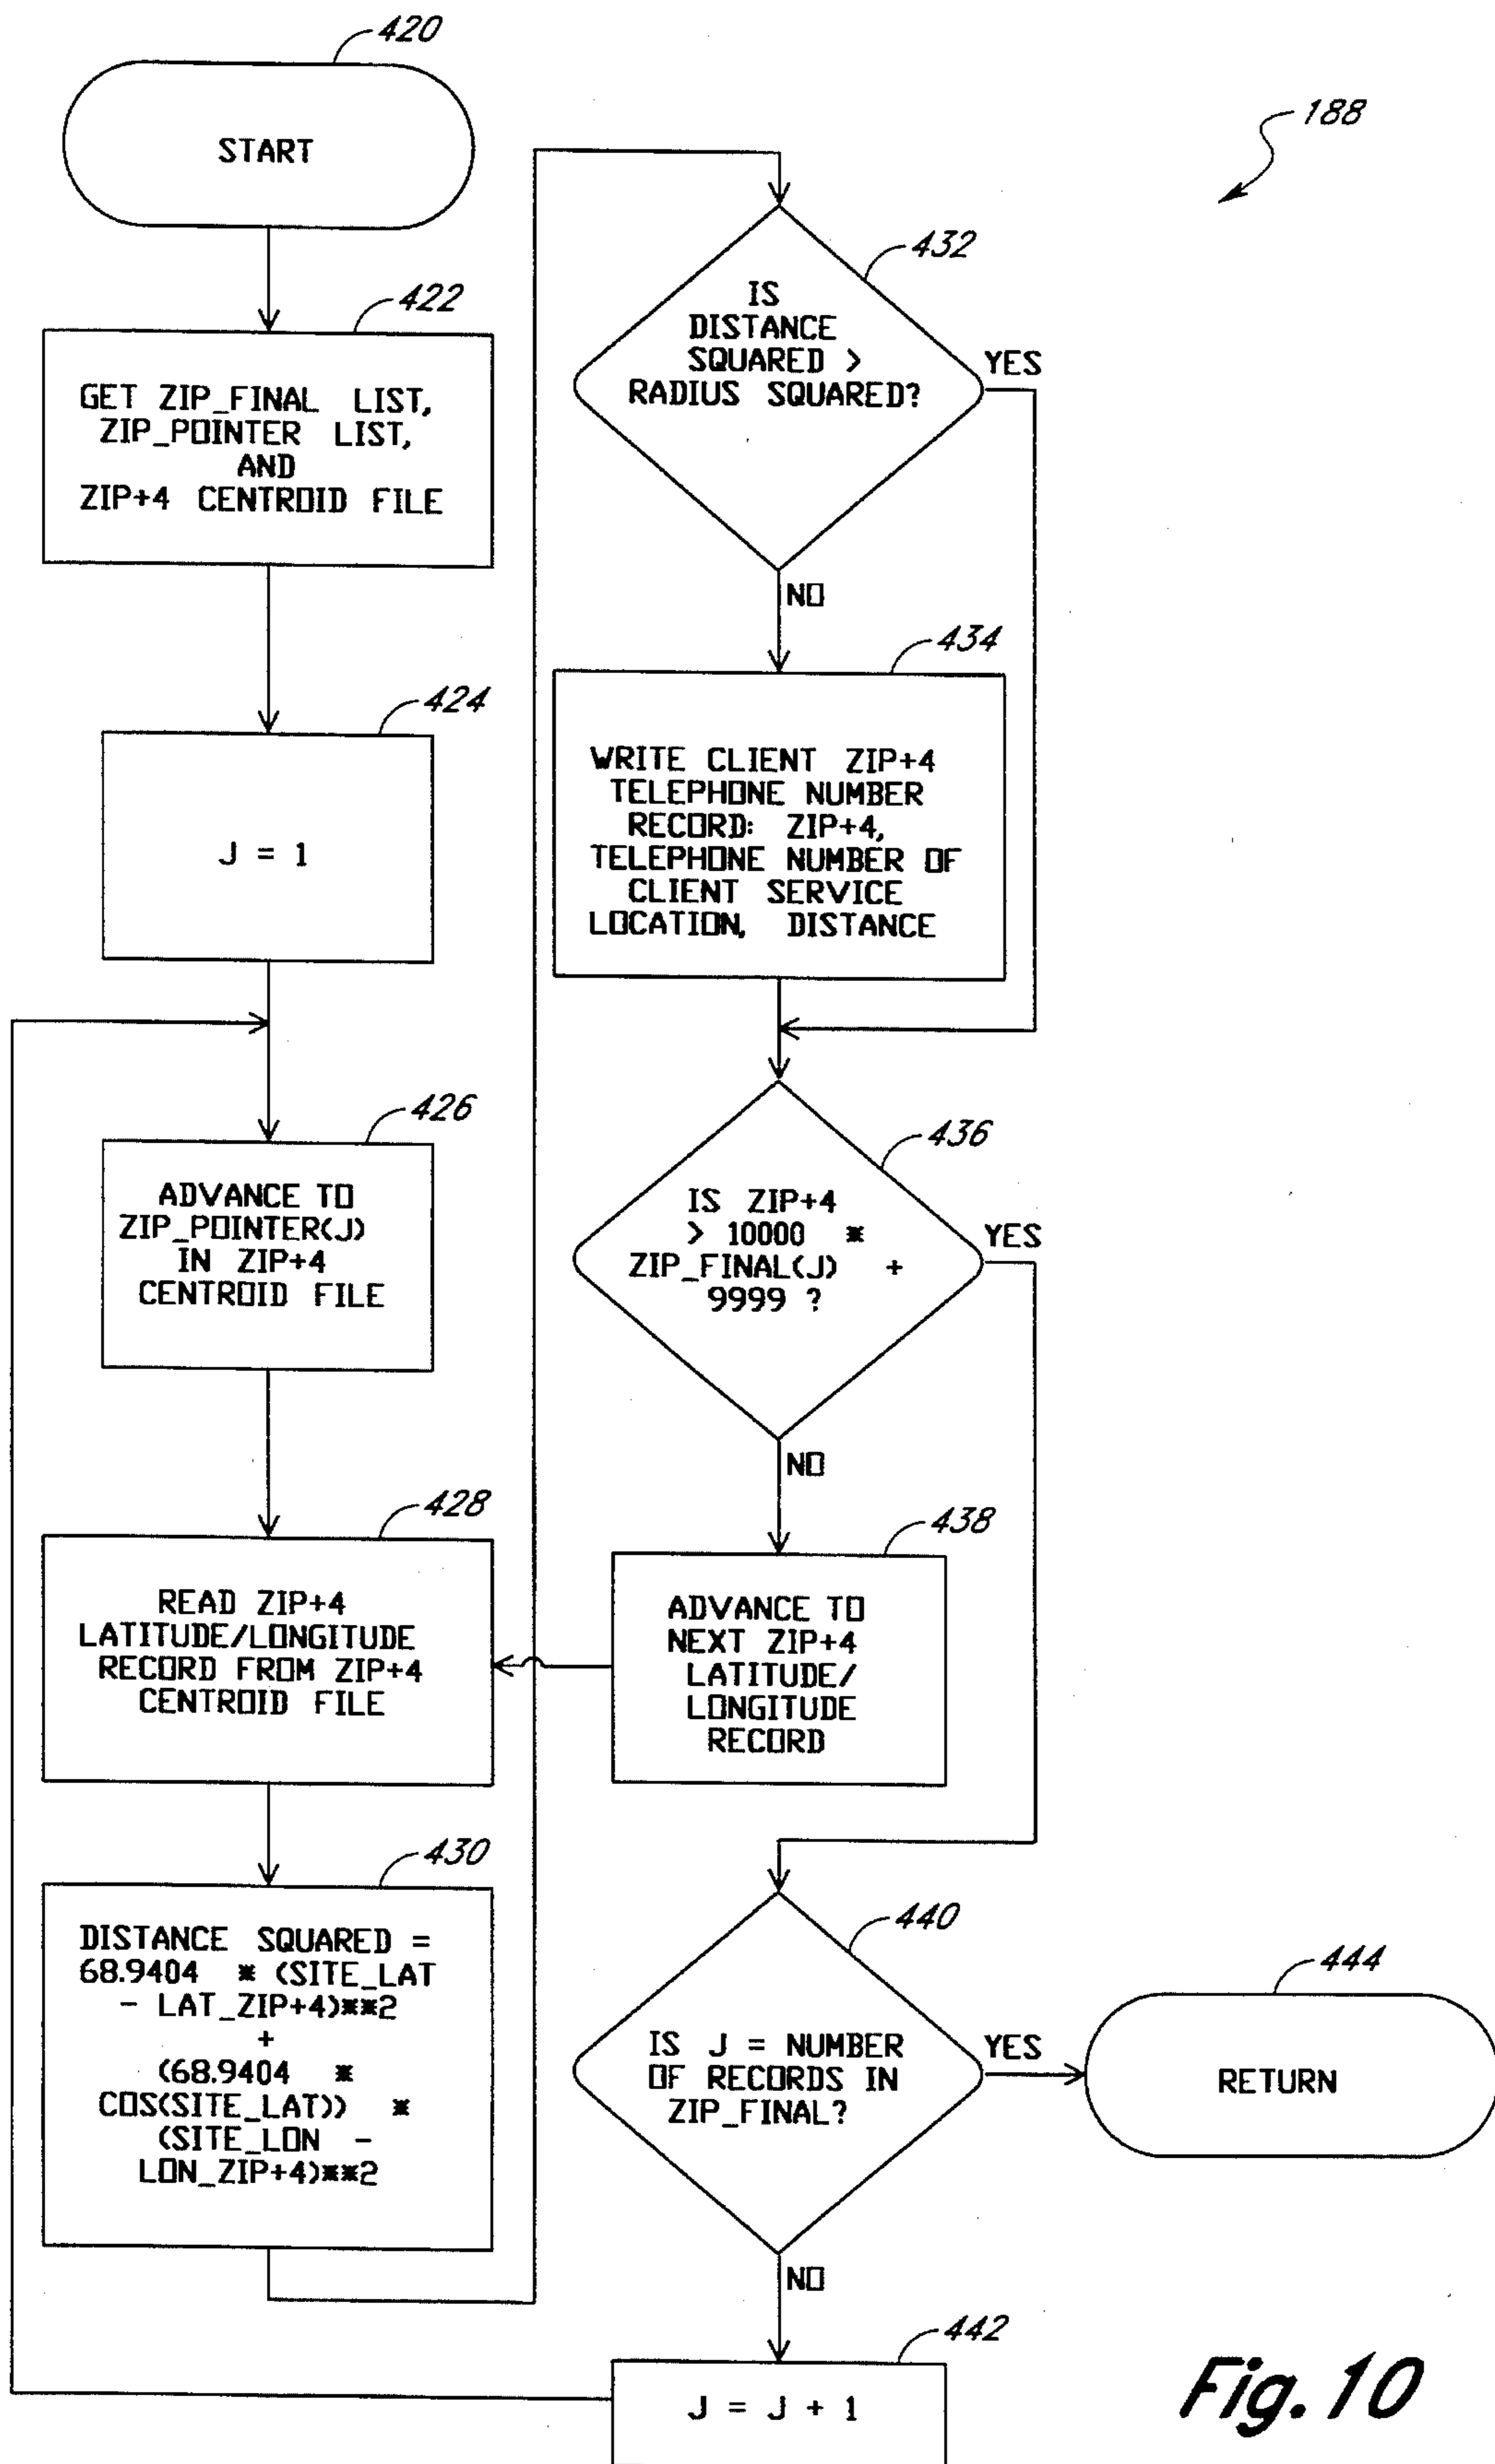 420
START
188
422
GET ZIP_FINAL LIST,
ZIP_POINTER LIST,
AND
ZIP+4 CENTROID FILE
424
J = 1
426
ADVANCE TO
ZIP_POINTER(J)
IN ZIP+4
CENTROID FILE
428
READ ZIP+4
LATITUDE/LONGITUDE
RECORD FROM ZIP+4
CENTROID FILE
430
DISTANCE SQUARED =
68.9404 * (SITE_LAT
- LAT_ZIP+4)**2
+
(68.9404 *
COS(SITE_LAT)) *
(SITE_LON -
LON_ZIP+4)**2
432
IS
DISTANCE
SQUARED >
RADIUS SQUARED?
YES
NO
434
WRITE CLIENT ZIP+4
TELEPHONE NUMBER
RECORD: ZIP+4,
TELEPHONE NUMBER OF
CLIENT SERVICE
LOCATION, DISTANCE
436
IS ZIP+4
> 10000 *
ZIP_FINAL(J) +
9999 ?
YES
NO
438
ADVANCE TO
NEXT ZIP+4
LATITUDE/
LONGITUDE
RECORD
440
IS J = NUMBER
OF RECORDS IN
ZIP_FINAL?
YES
NO
444
RETURN
442
J = J + 1
Fig. 10